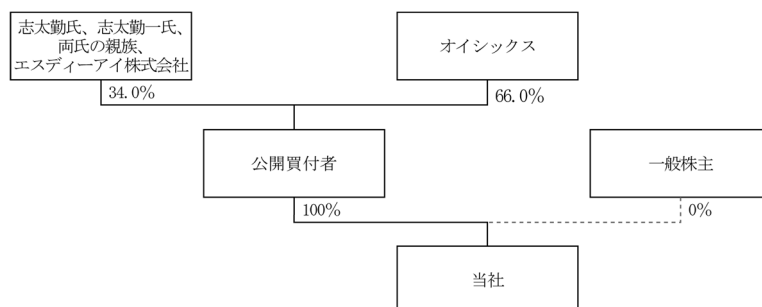 志太勤氏、志太勤一氏、
両氏の親族、
エスディーアイ株式会社
オイシックス
34.0%
66.0%
公開買付者
一般株主
100%
0%
当社